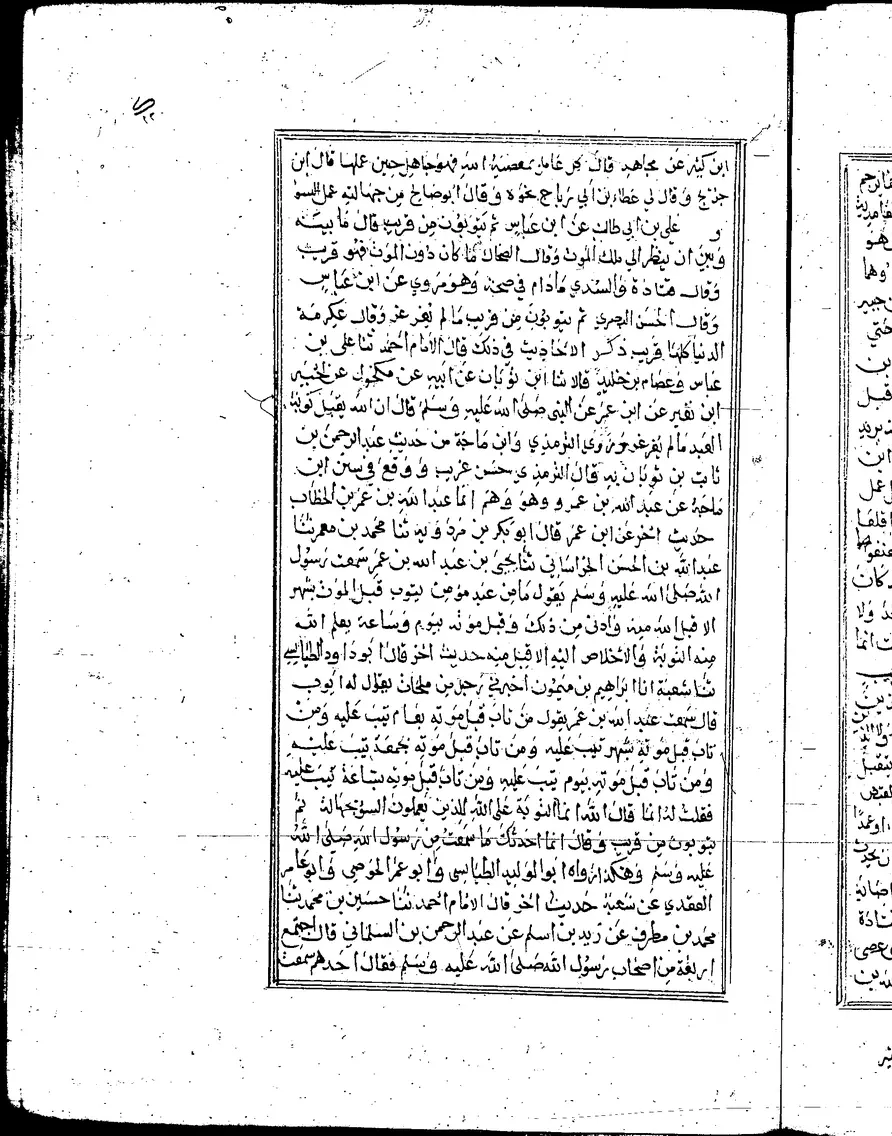 ابن كثير عن مجاهد قال كل عامل بمعصية الله فهو جاهل حين عملها قال ابن
جريج وقال لي عطاء بن ابي رباح نحوه وقال ابو صالح من جهالته عمل السو
و علي بن ابي طالب عن ابن عباس ثم يتوبون من قريب قال ما بينه
وبين ان ينظر الى ملك الموت وقال الضحاك ما كان دون الموت فهو قريب
وقال قتادة والسدي مادام في صحته وهو مروي عن ابن عباس
وقال الحسن البصري ثم يتوبون من قريب ما لم يغرغر وقال عكرمة
الدنيا كلها قريب ذكر الاحاديث في ذلك قال الامام احمد ثنا علي بن
عباس وعصام بن خالد قالا ثنا ابن ثوبان عن ابيه عن مكحول عن جبير
ابن نفير عن ابن عمر عن النبي صلى الله عليه وسلم قال ان الله يقبل توبة
العبد ما لم يغرغر وروي الترمذي وابن ماجة من حديث عبد الرحمن بن
ثابت بن ثوبان به قال الترمذي حسن غريب ووقع في سنن ابن
ماجة عن عبد الله بن عمرو وهو وهم انما عبد الله بن عمر بن الخطاب
حديث اخر عن ابن عمر قال ابو بكر بن مردويه ثنا محمد بن معمر ثنا
عبد الله بن الحسن الخراساني ثنا يحيى بن عبد الله بن عمر سمعت رسول
الله صلى الله عليه وسلم يقول ما من عبد مؤمن يتوب قبل الموت بشهر
الا قبل الله منه وادنى من ذلك وقبل موته بيوم وساعة يعلم الله
منه التوبة والاخلاص اليه الا قبل منه حديث اخر قال ابو داود الطيالسي
ثنا شعبة انا ابراهيم بن ميمون اخبرني رجل من ملحان يقول له ايوب
قال سمعت عبد الله بن عمر يقول من تاب قبل موته بعام تيب عليه ومن
تاب قبل موته بشهر تيب عليه ومن تاب قبل موته بجمعة تيب عليه
ومن تاب قبل موته بيوم تيب عليه ومن تاب قبل موته بساعة تيب عليه
فقلت له انما قال الله انما التوبة على الله للذين يعملون السو بجهالة ثم
يتوبون من قريب وقال انما احدثك ما سمعت من رسول الله صلى الله
عليه وسلم وهكذا رواه ابو الوليد الطيالسي وابو عمر الحوضي وابو عامر
العقدي عن شعبة حديث اخر قال الامام احمد ثنا حسين بن محمد ثنا
محمد بن مطرف عن زيد بن اسلم عن عبد الرحمن بن السلماني قال اجتمع
اربعة من اصحاب رسول الله صلى الله عليه وسلم فقال احدهم سمعت